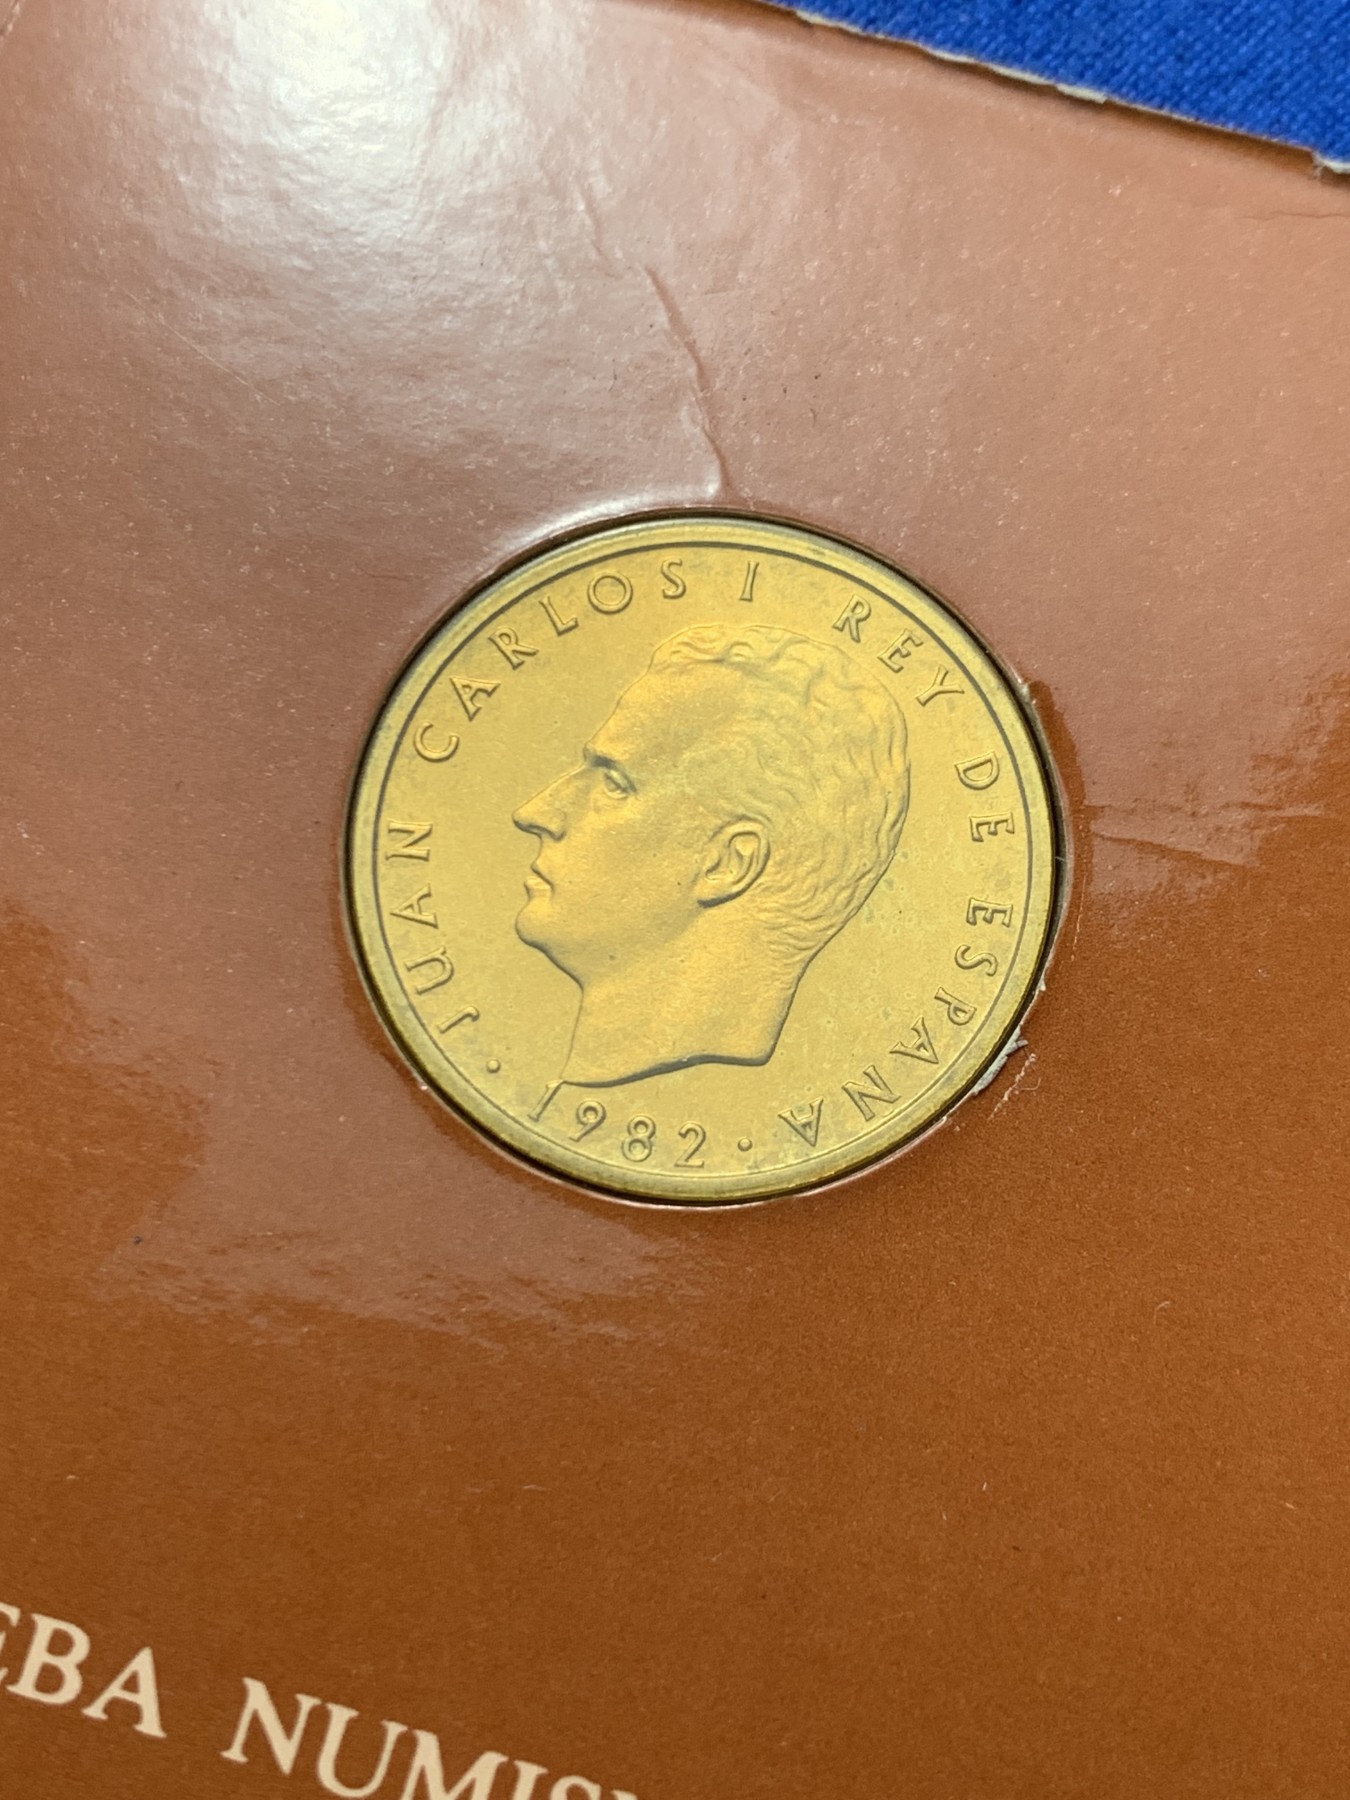 JUAN CARLOS I REY DE ESPAÑA
· 1982 ·
EBA NUMIS